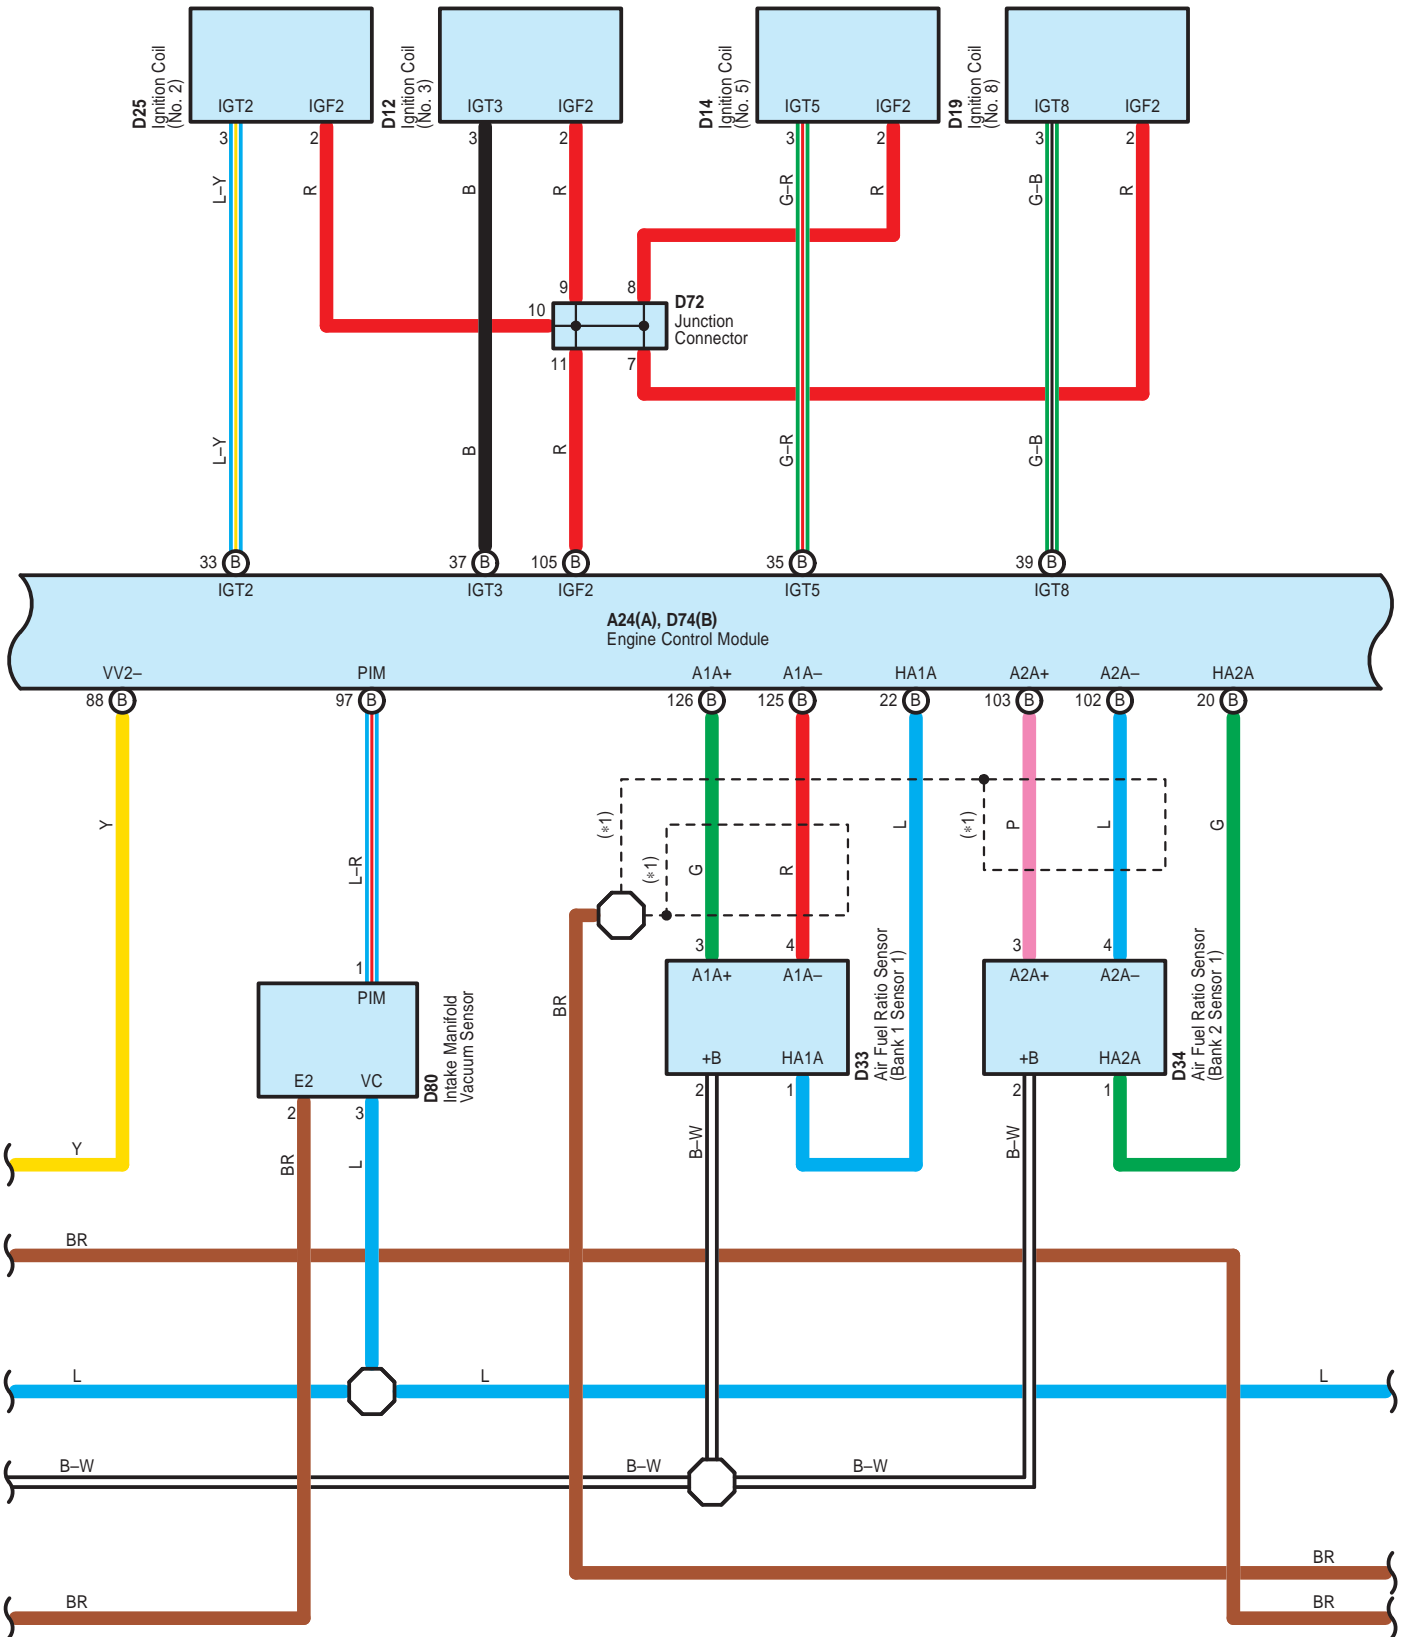 D25
Ignition Coil
(No. 2)
IGT2 IGF2
3 2
D12
Ignition Coil
(No. 3)
IGT3 IGF2
3 2
D14
Ignition Coil
(No. 5)
IGT5 IGF2
3 2
D19
Ignition Coil
(No. 8)
IGT8 IGF2
3 2
L–Y R B R G–R R G–B R
9 8
10
D72
Junction
Connector
11 7
L–Y B R G–R G–B
33 B 37 B 105 B 35 B 39 B
IGT2 IGT3 IGF2 IGT5 IGT8
A24(A), D74(B)
Engine Control Module
VV2– PIM A1A+ A1A– HA1A A2A+ A2A– HA2A
88 B 97 B 126 B 125 B 22 B 103 B 102 B 20 B
Y L–R (*1) (*1) G R L (*1) P L G
1
PIM
E2 VC
2 3
D80
Intake Manifold
Vacuum Sensor
BR
3 4
A1A+ A1A–
+B HA1A
2 1
D33
Air Fuel Ratio Sensor
(Bank 1 Sensor 1)
3 4
A2A+ A2A–
+B HA2A
2 1
D34
Air Fuel Ratio Sensor
(Bank 2 Sensor 1)
Y BR L B–W B–W
BR
L L L
B–W B–W B–W
BR
BR BR